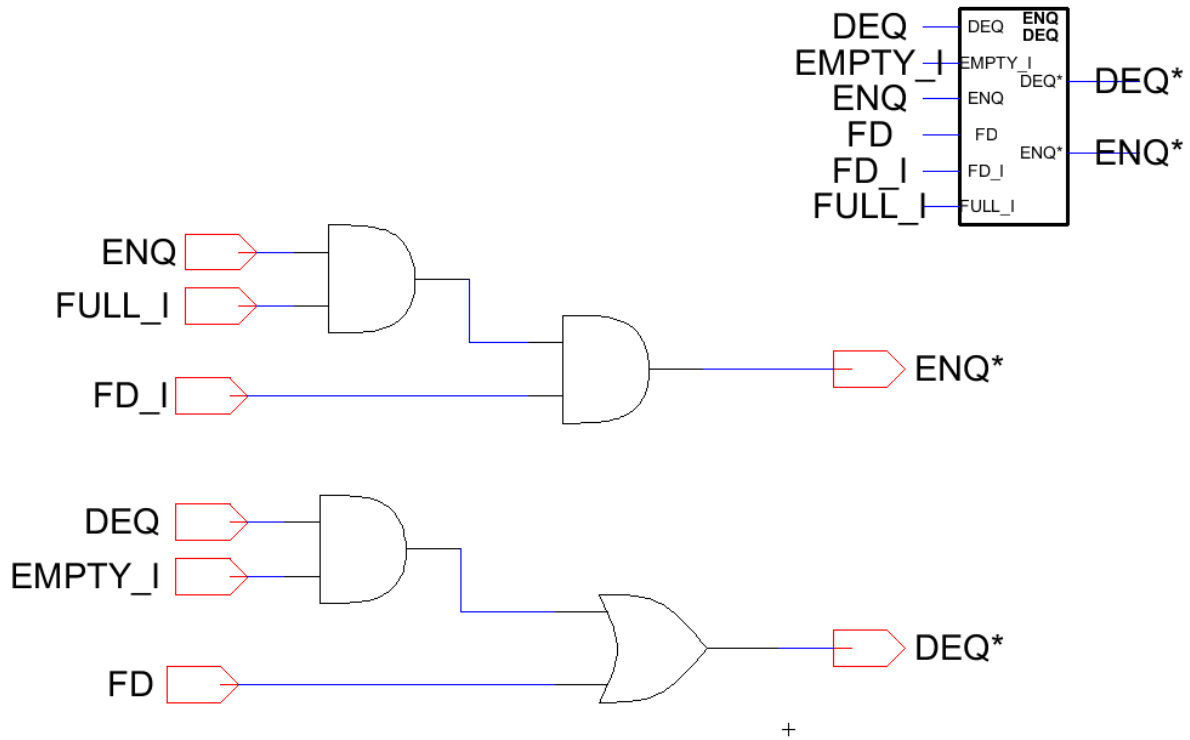 DEQ
EMPTY_I
ENQ
FD
FD_I
FULL_I
DEQ
EMPTY_I
ENQ
FD
FD_I
FULL_I
ENQ
DEQ
DEQ*
ENQ*
DEQ*
ENQ*
ENQ
FULL_I
FD_I
ENQ*
DEQ
EMPTY_I
FD
DEQ*